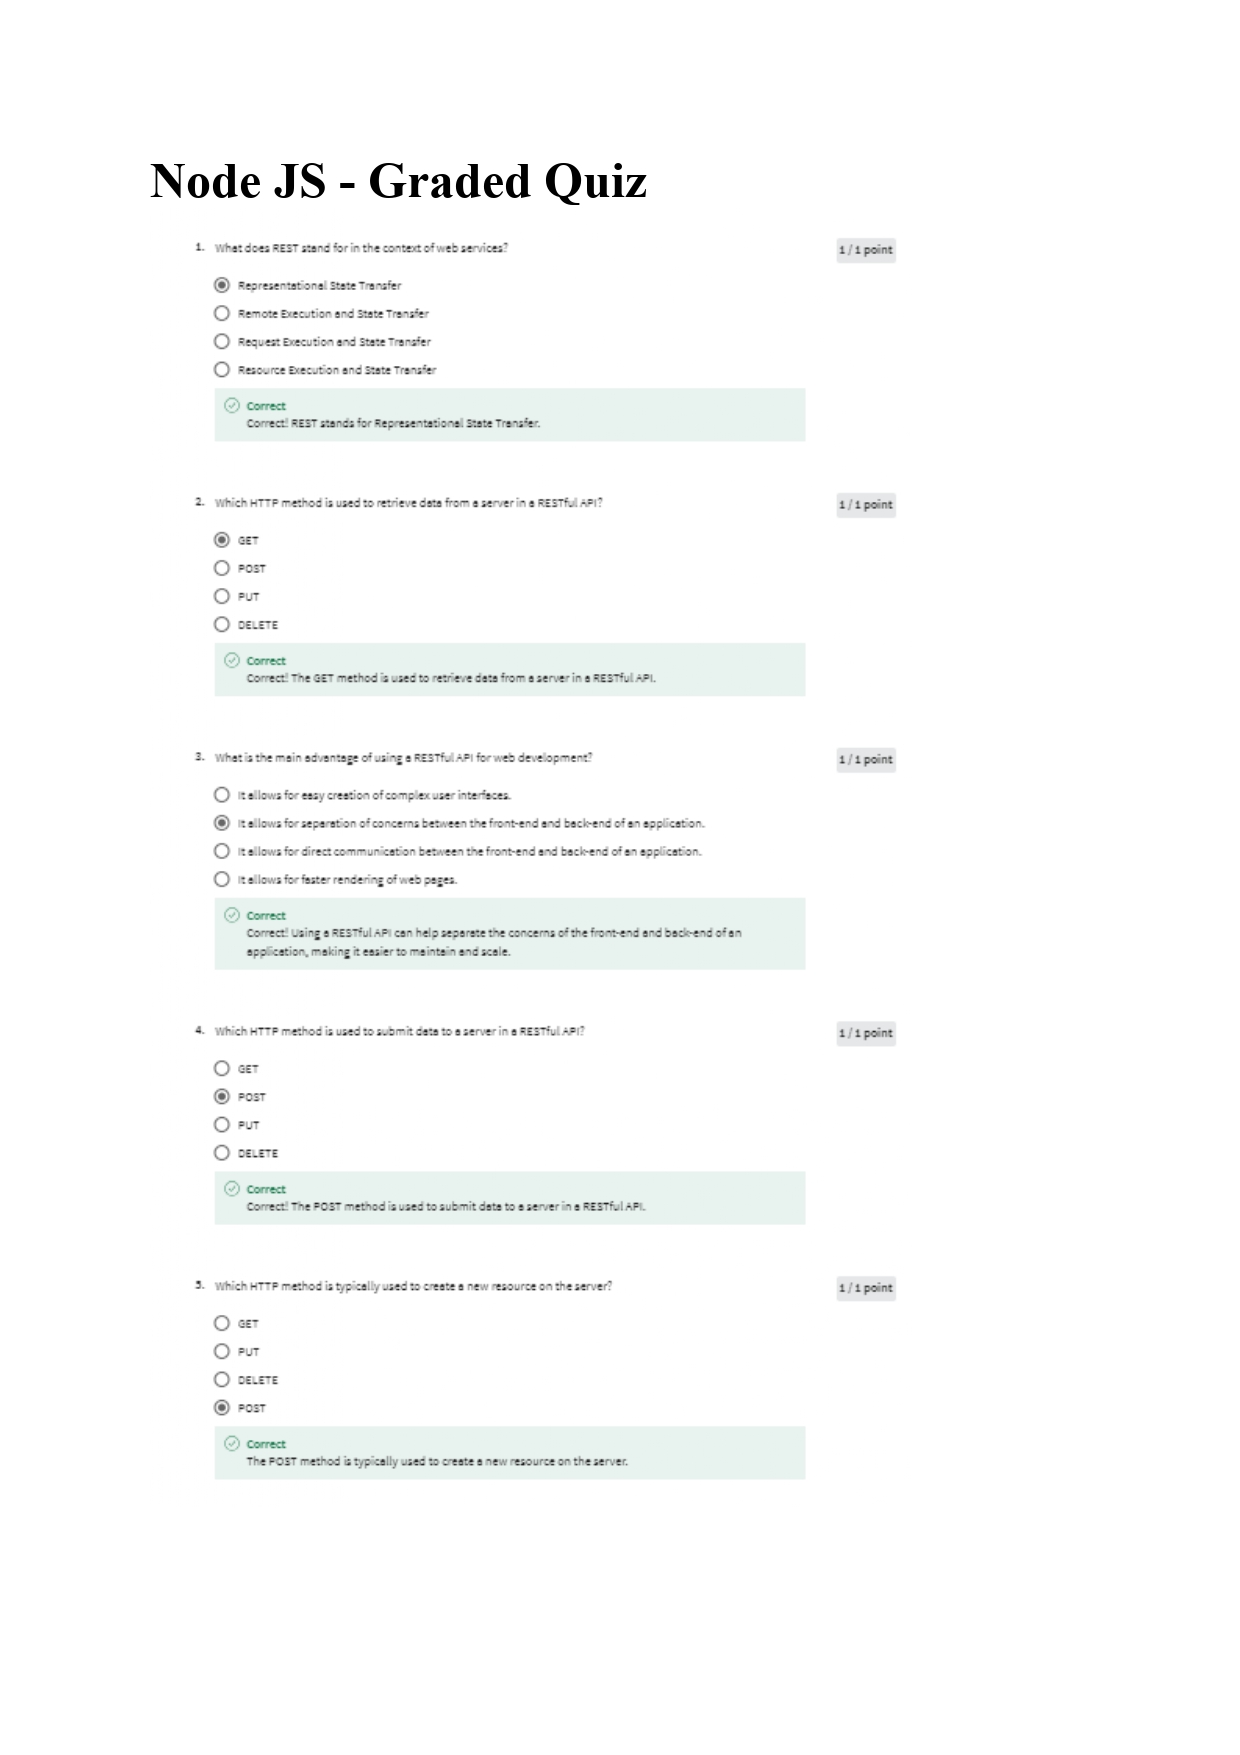 Node JS - Graded Quiz
1. What does REST stand for in the context of web services? 1 / 1 point
Representational State Transfer
Remote Execution and State Transfer
Request Execution and State Transfer
Resource Execution and State Transfer
Correct
Correct! REST stands for Representational State Transfer.
2. Which HTTP method is used to retrieve data from a server in a RESTful API? 1 / 1 point
GET
POST
PUT
DELETE
Correct
Correct! The GET method is used to retrieve data from a server in a RESTful API.
3. What is the main advantage of using a RESTful API for web development? 1 / 1 point
It allows for easy creation of complex user interfaces.
It allows for separation of concerns between the front-end and back-end of an application.
It allows for direct communication between the front-end and back-end of an application.
It allows for faster rendering of web pages.
Correct
Correct! Using a RESTful API can help separate the concerns of the front-end and back-end of an
application, making it easier to maintain and scale.
4. Which HTTP method is used to submit data to a server in a RESTful API? 1 / 1 point
GET
POST
PUT
DELETE
Correct
Correct! The POST method is used to submit data to a server in a RESTful API.
5. Which HTTP method is typically used to create a new resource on the server? 1 / 1 point
GET
PUT
DELETE
POST
Correct
The POST method is typically used to create a new resource on the server.